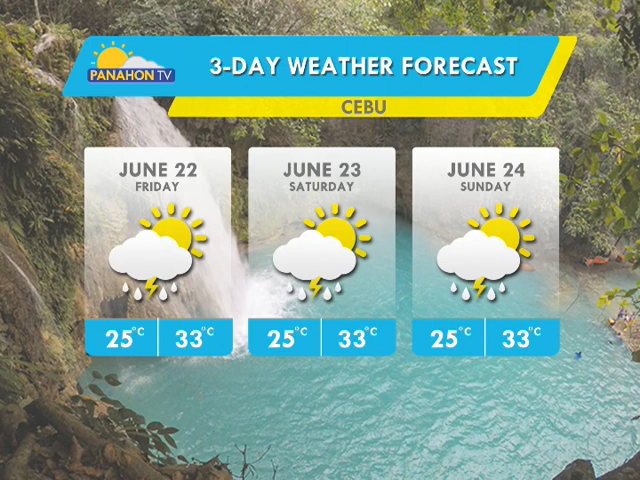 PANAHON TV
3-DAY WEATHER FORECAST
CEBU
JUNE 22
FRIDAY
25°C
33°C
JUNE 23
SATURDAY
25°C
33°C
JUNE 24
SUNDAY
25°C
33°C